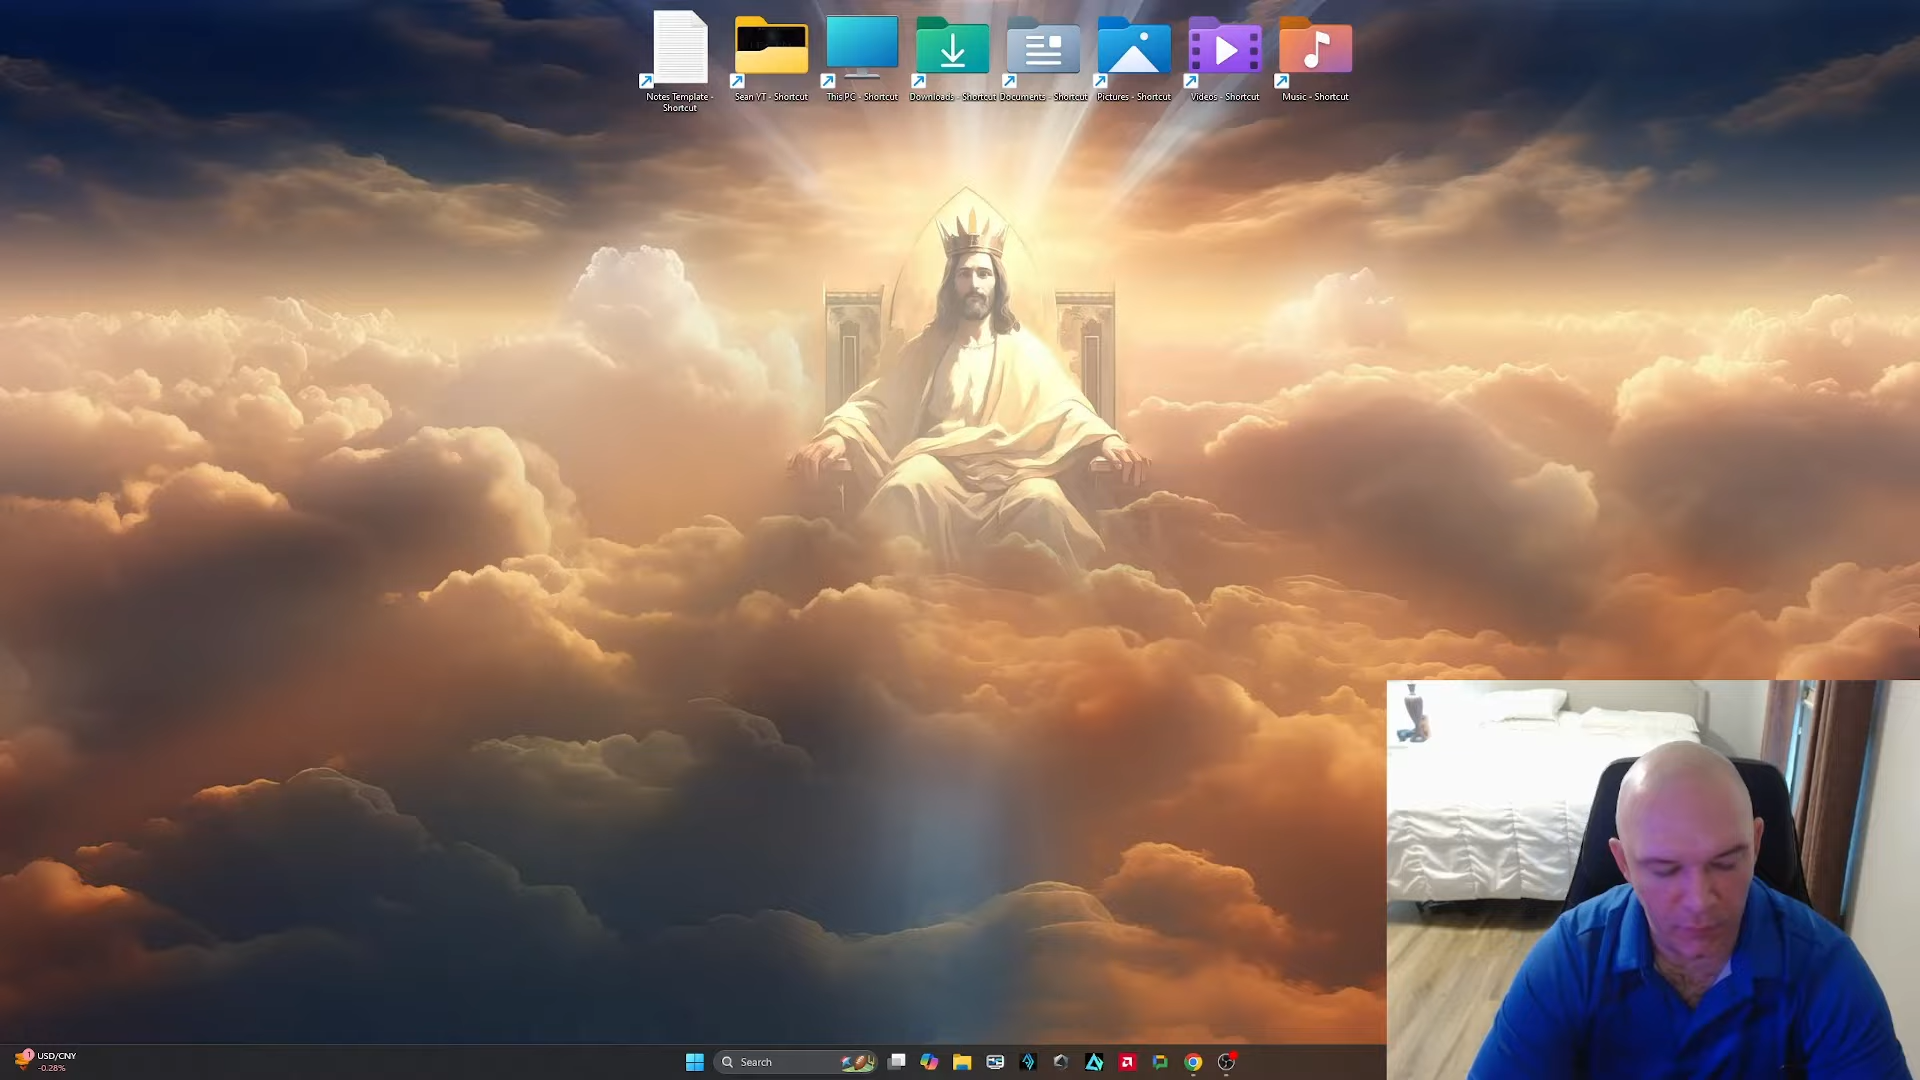 Notes Template -
Shortcut
Sean YT - Shortcut
This PC - Shortcut
Downloads - Shortcut
Documents - Shortcut
Pictures - Shortcut
Videos - Shortcut
Music - Shortcut
1
USD/CNY
-0.28%
Search